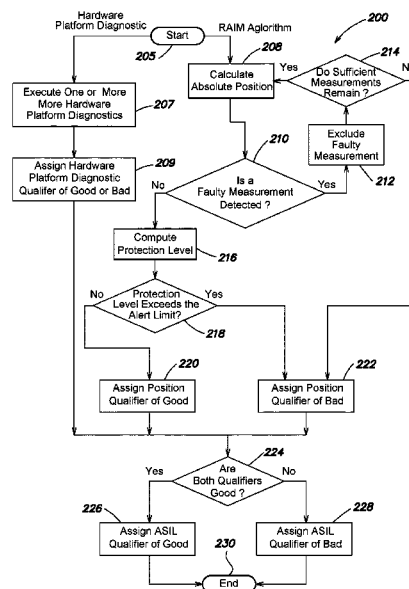 Hardware
Platform Diagnostic
Start
205
RAIM Aglorithm
200
Execute One or More
More Hardware
Platform Diagnostics
207
208
Calculate
Absolute Position
Yes
214
Do Sufficient
Measurements
Remain ?
N
Assign Hardware
Platform Diagnostic
Qualifer of Good or Bad
209
210
Is a
Faulty Measurement
Detected ?
No
Yes
Exclude
Faulty
Measurement
212
Compute
Protection Level
216
No
Protection
Level Exceeds the
Alert Limit?
Yes
218
220
Assign Position
Qualifier of Good
222
Assign Position
Qualifier of Bad
224
Yes
Are
Both Qualifiers
Good ?
No
226
Assign ASIL
Qualifier of Good
228
Assign ASIL
Qualifier of Bad
230
End